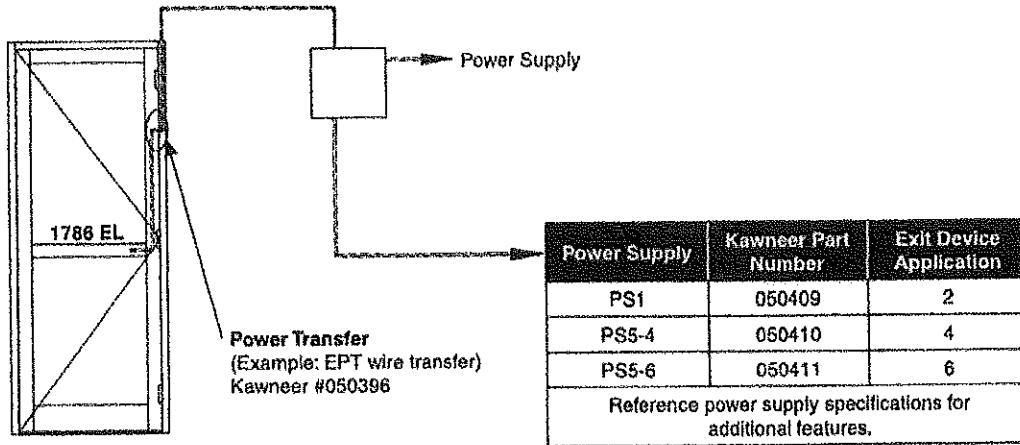 Power Supply
1786 EL
Power Transfer
(Example: EPT wire transfer)
Kawneer #050396
Power Supply Kawneer Part Number Exit Device Application
PS1 050409 2
PS5-4 050410 4
PS5-6 050411 6
Reference power supply specifications for
additional features.